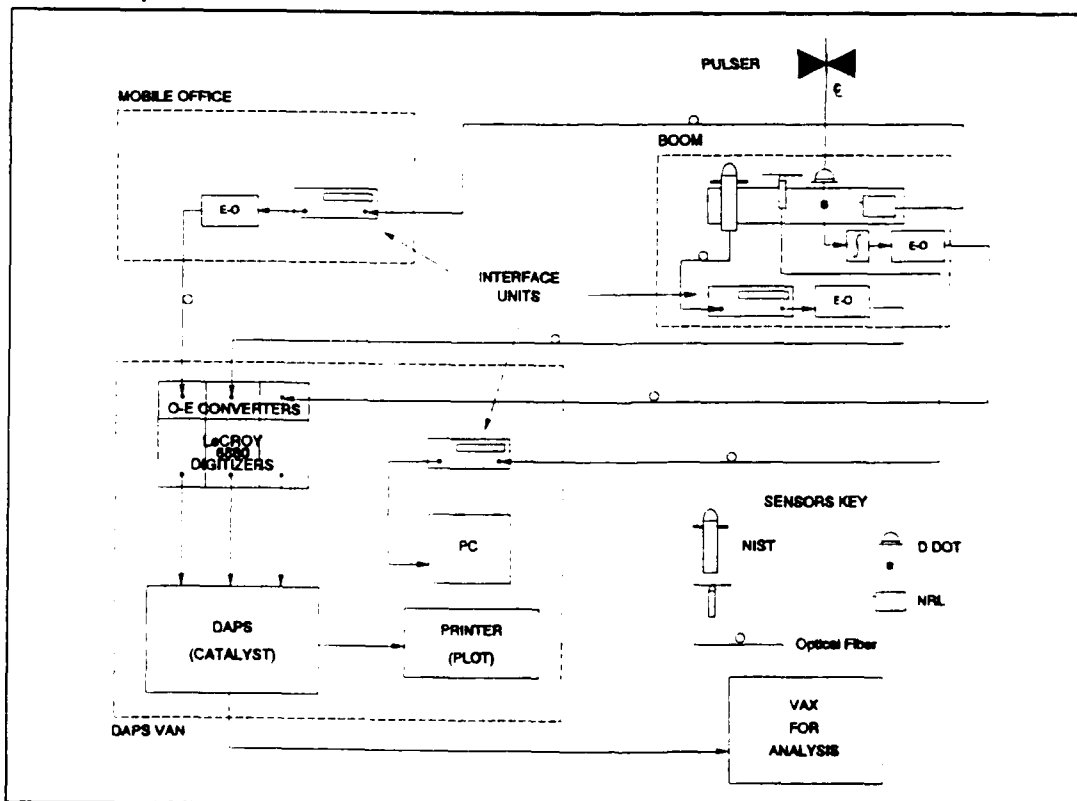 PULSER
℄
MOBILE OFFICE
BOOM
E-O
E-O
INTERFACE
UNITS
E-O
O-E CONVERTERS
LeCROY
6880
DIGITIZERS
SENSORS KEY
PC
NIST
D DOT
NRL
DAPS
(CATALYST)
PRINTER
(PLOT)
Optical Fiber
VAX
FOR
ANALYSIS
DAPS VAN